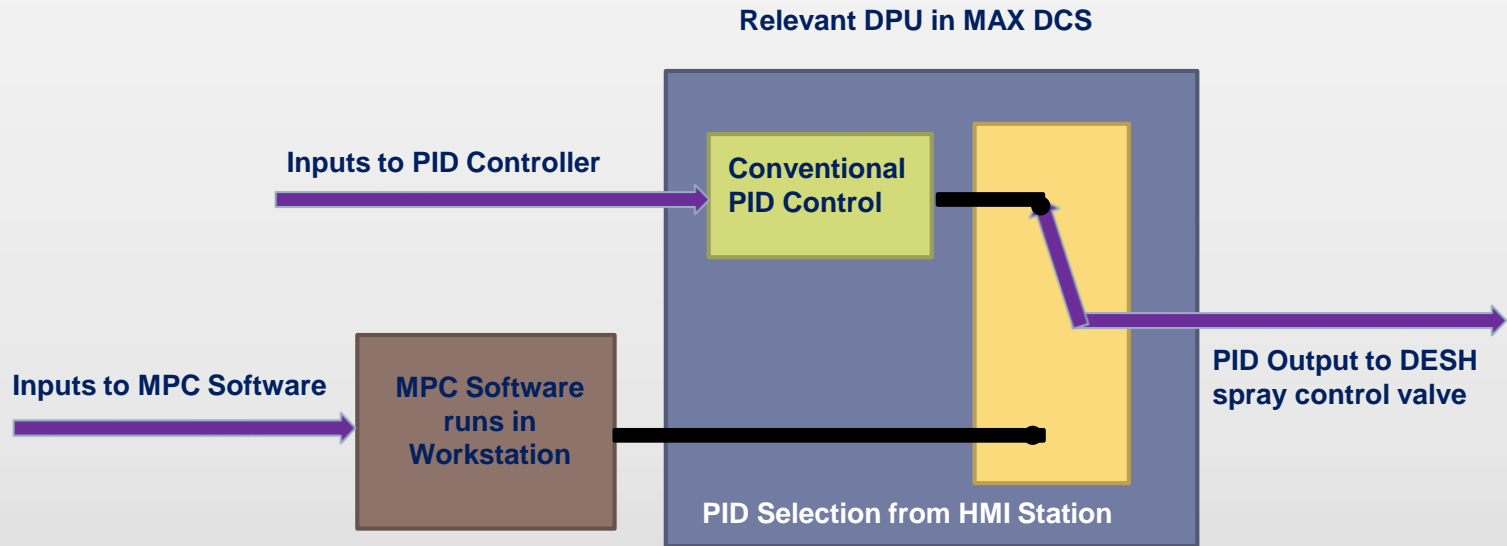 Relevant DPU in MAX DCS
Inputs to PID Controller
Conventional
PID Control
Inputs to MPC Software
MPC Software
runs in
Workstation
PID Output to DESH
spray control valve
PID Selection from HMI Station